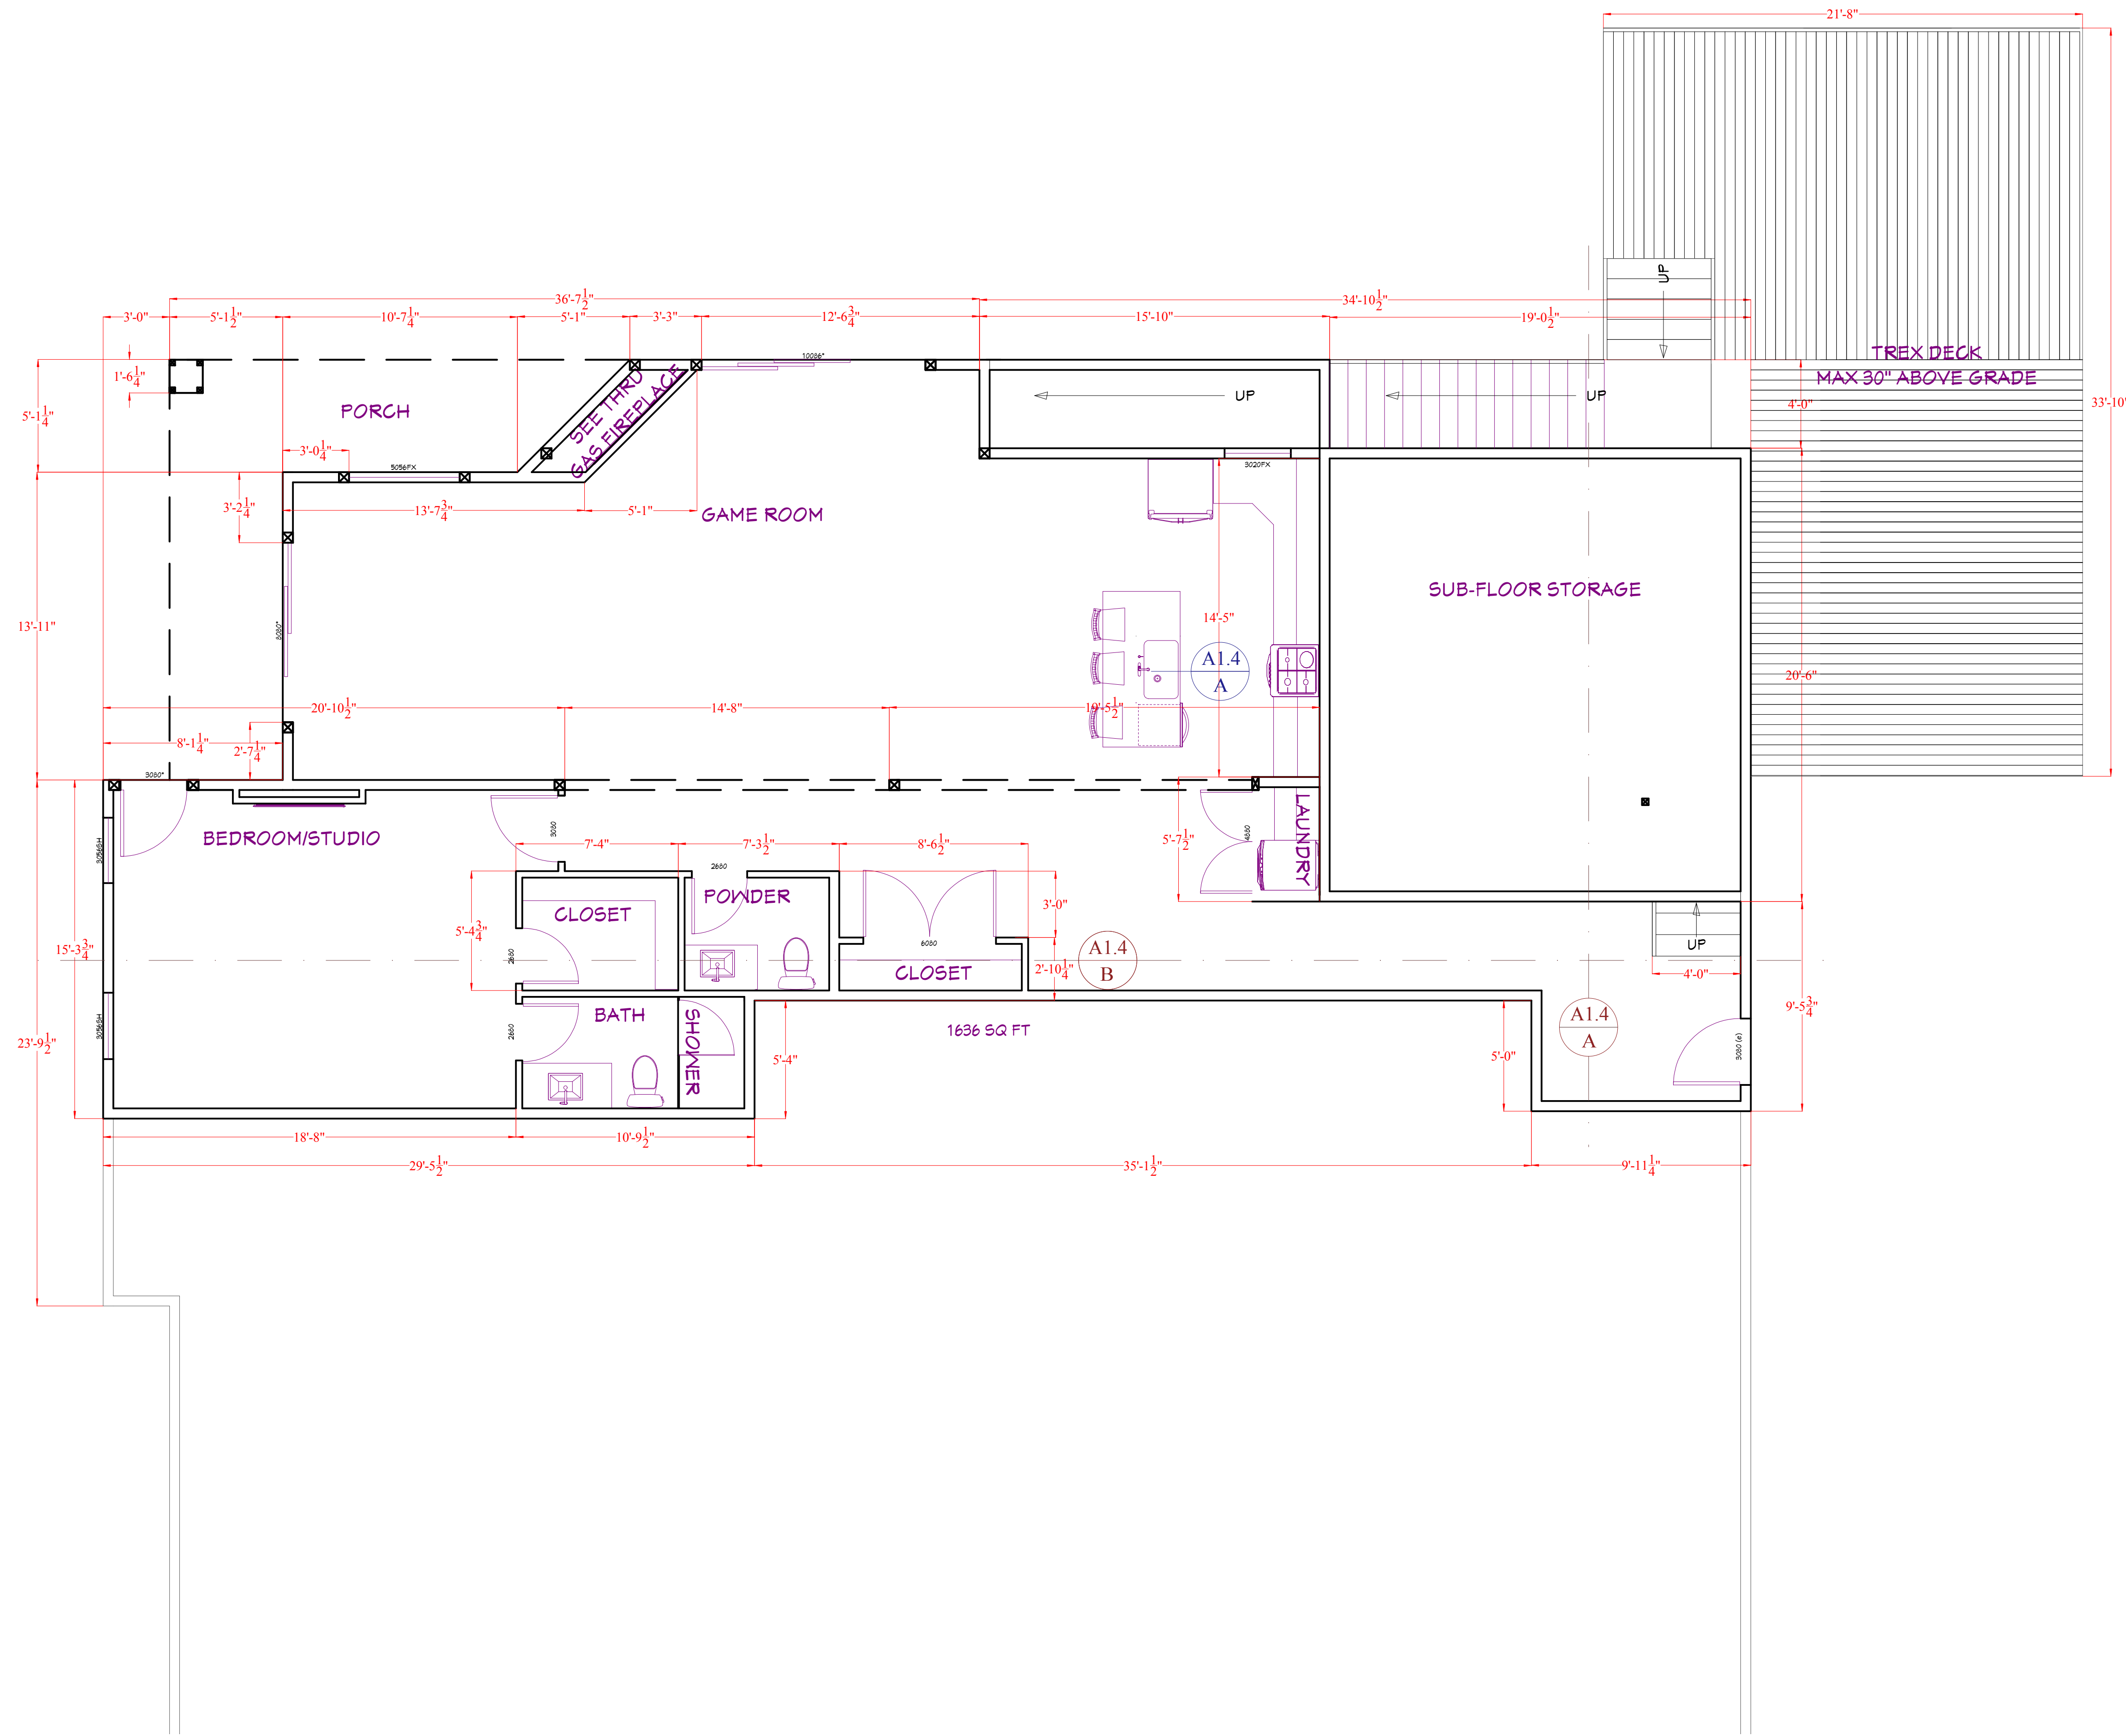 21'-8"
UP
36'-7 1/2"
34'-10 1/2"
3'-0"
5'-1 1/2"
10'-7 1/4"
5'-1"
3'-3"
12'-6 3/4"
15'-10"
19'-0 1/2"
TREX DECK
MAX 30" ABOVE GRADE
10086"
1'-6 1/4"
5'-1 1/4"
PORCH
SEE THRU
GAS FIREPLACE
UP
UP
4'-0"
33'-10"
3'-0 1/4"
5056FX
3020FX
3'-2 1/4"
13'-7 3/4"
5'-1"
GAME ROOM
SUB-FLOOR STORAGE
13'-11"
8080"
14'-5"
A1.4
A
20'-6"
20'-10 1/2"
14'-8"
19'-5 1/2"
8'-1 1/4"
2'-7 1/4"
3080"
BEDROOM/STUDIO
3056SH
3080
7'-4"
7'-3 1/2"
8'-6 1/2"
5'-7 1/2"
4880
LAUNDRY
2680
POWDER
CLOSET
5'-4 3/4"
3'-0"
15'-3 3/4"
2680
6080
CLOSET
2'-10 1/4"
A1.4
B
UP
4'-0"
9'-5 3/4"
23'-9 1/2"
3056SH
2680
BATH
SHOWER
5'-4"
1636 SQ FT
5'-0"
A1.4
A
3080 (e)
18'-8"
10'-9 1/2"
29'-5 1/2"
35'-1 1/2"
9'-11 1/4"